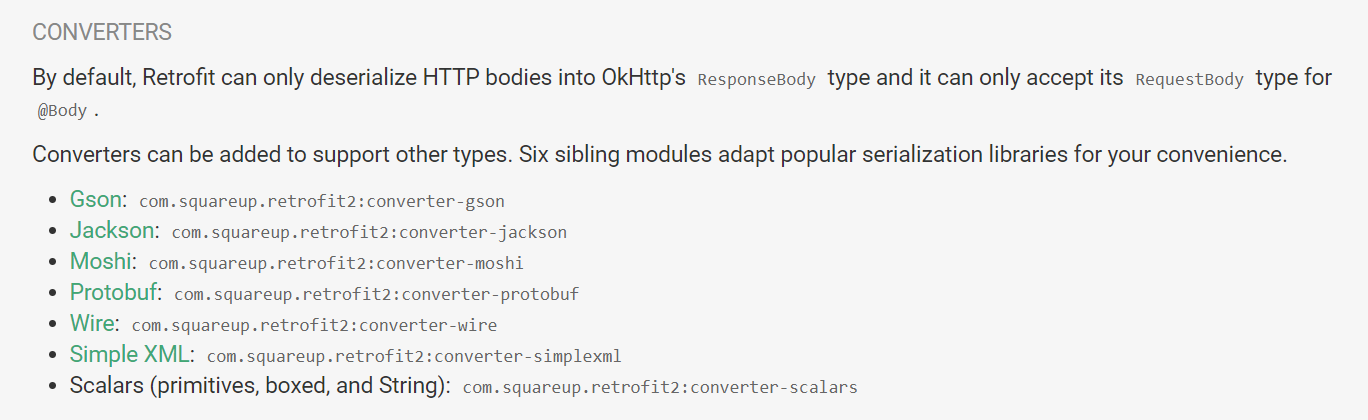 CONVERTERS
By default, Retrofit can only deserialize HTTP bodies into OkHttp's ResponseBody type and it can only accept its RequestBody type for
@Body .
Converters can be added to support other types. Six sibling modules adapt popular serialization libraries for your convenience.
• Gson: com.squareup.retrofit2:converter-gson
• Jackson: com.squareup.retrofit2:converter-jackson
• Moshi: com.squareup.retrofit2:converter-moshi
• Protobuf: com.squareup.retrofit2:converter-protobuf
• Wire: com.squareup.retrofit2:converter-wire
• Simple XML: com.squareup.retrofit2:converter-simplexml
• Scalars (primitives, boxed, and String): com.squareup.retrofit2:converter-scalars